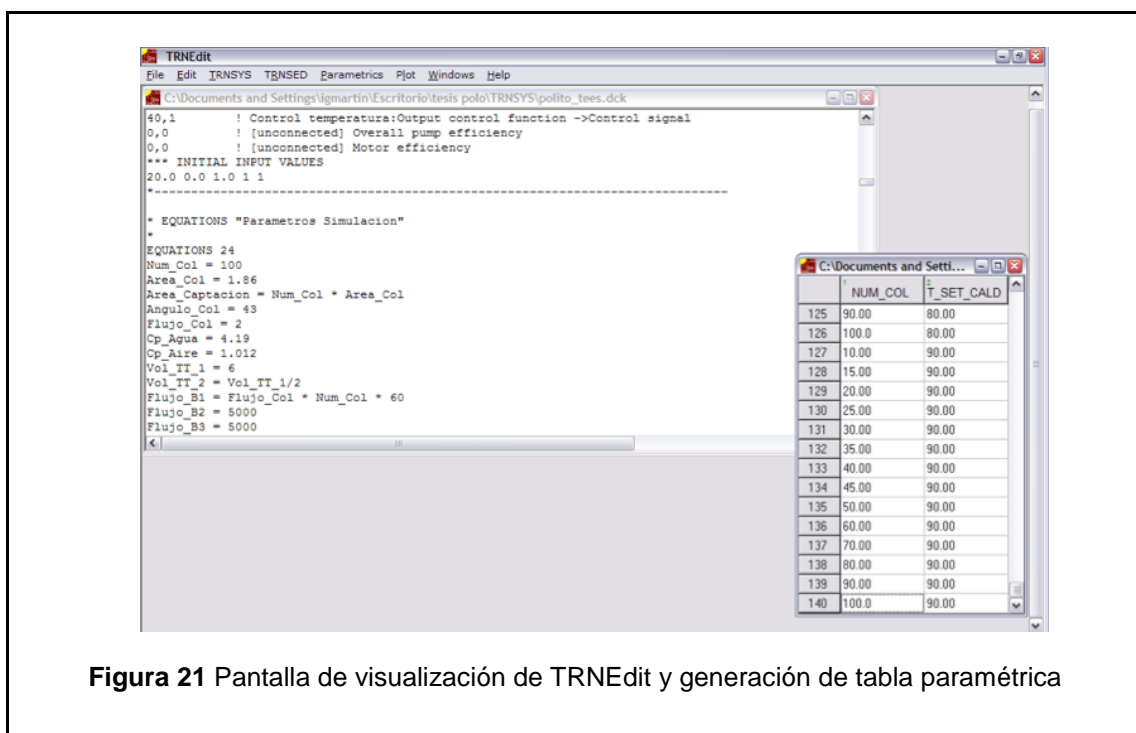 TRNEdit
File Edit TRNSYS TRNSED Parametrics Plot Windows Help
C:\Documents and Settings\igmartin\Escritorio\tesis polo\TRNSYS\polito_tees.dck
40,1 ! Control temperatura:Output control function ->Control signal
0,0 ! [unconnected] Overall pump efficiency
0,0 ! [unconnected] Motor efficiency
*** INITIAL INPUT VALUES
20.0 0.0 1.0 1 1
*------------------------------------------------------------------------------
* EQUATIONS "Parametros Simulacion"
*
EQUATIONS 24
Num_Col = 100
Area_Col = 1.86
Area_Captacion = Num_Col * Area_Col
Angulo_Col = 43
Flujo_Col = 2
Cp_Agua = 4.19
Cp_Aire = 1.012
Vol_TT_1 = 6
Vol_TT_2 = Vol_TT_1/2
Flujo_B1 = Flujo_Col * Num_Col * 60
Flujo_B2 = 5000
Flujo_B3 = 5000
C:\Documents and Setti...
1 2
NUM_COL T_SET_CALD
125 90.00 80.00
126 100.0 80.00
127 10.00 90.00
128 15.00 90.00
129 20.00 90.00
130 25.00 90.00
131 30.00 90.00
132 35.00 90.00
133 40.00 90.00
134 45.00 90.00
135 50.00 90.00
136 60.00 90.00
137 70.00 90.00
138 80.00 90.00
139 90.00 90.00
140 100.0 90.00
Figura 21 Pantalla de visualización de TRNEdit y generación de tabla paramétrica